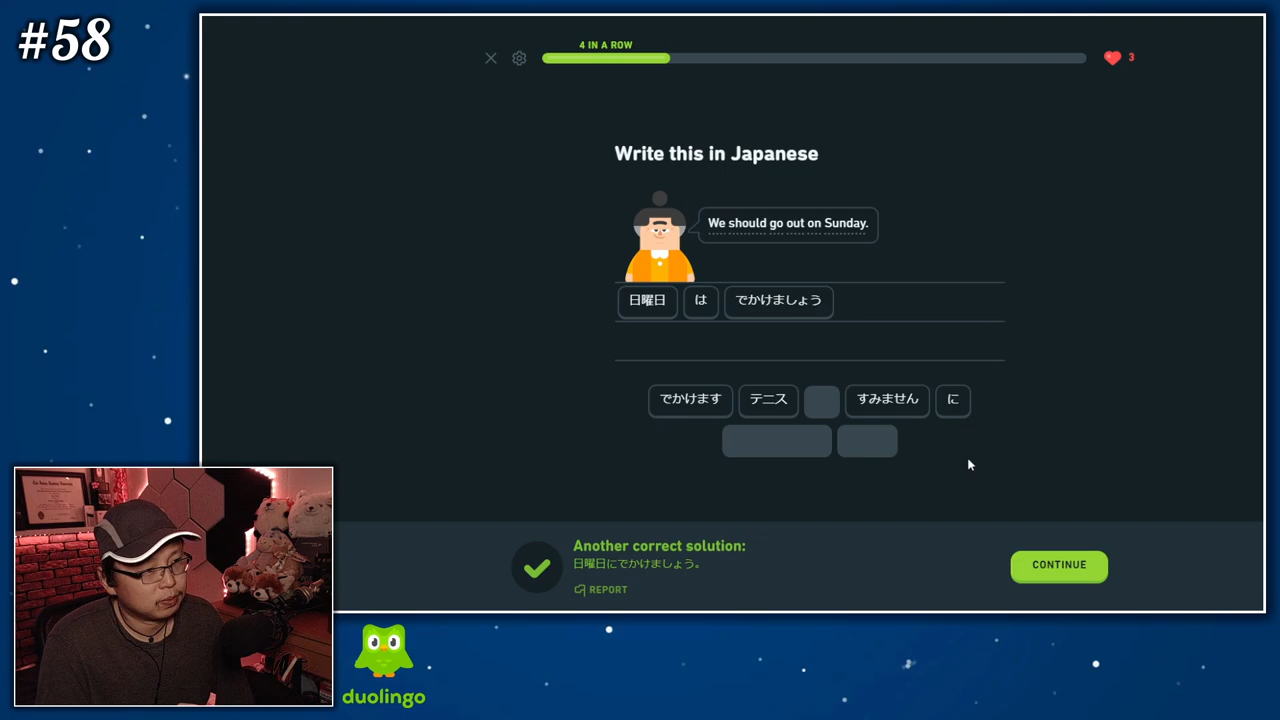 #58
4 IN A ROW
3
Write this in Japanese
We should go out on Sunday.
日曜日 は でかけましょう
でかけます テニス すみません に
Another correct solution:
日曜日にでかけましょう。
REPORT
CONTINUE
duolingo